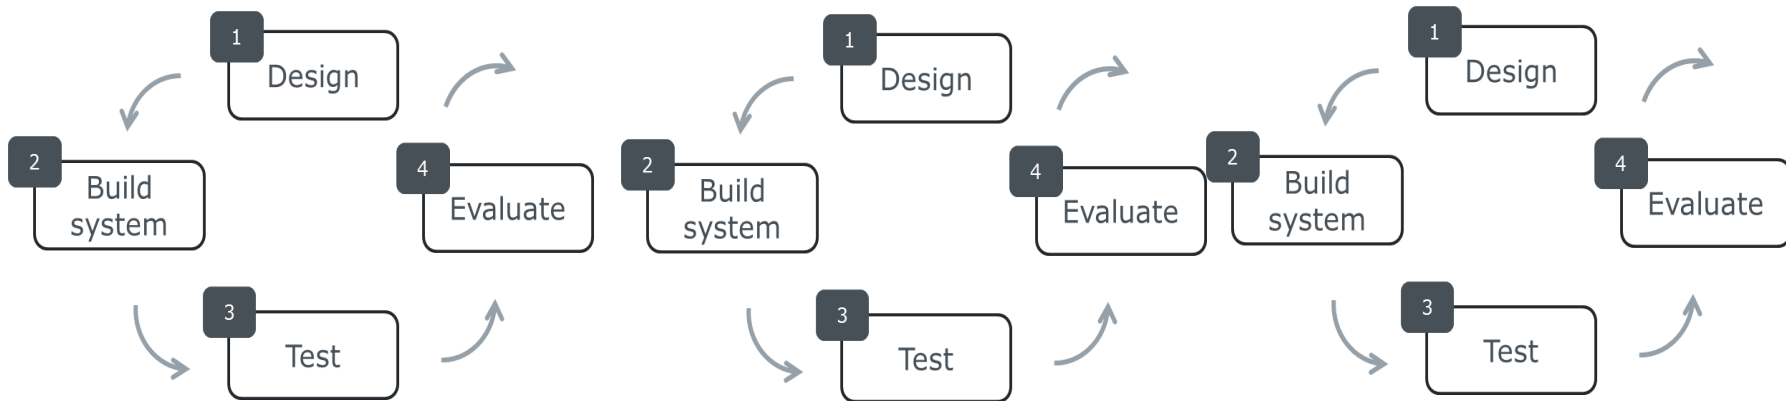 1
Design
2
Build
system
3
Test
4
Evaluate
1
Design
2
Build
system
3
Test
4
Evaluate
1
Design
2
Build
system
3
Test
4
Evaluate